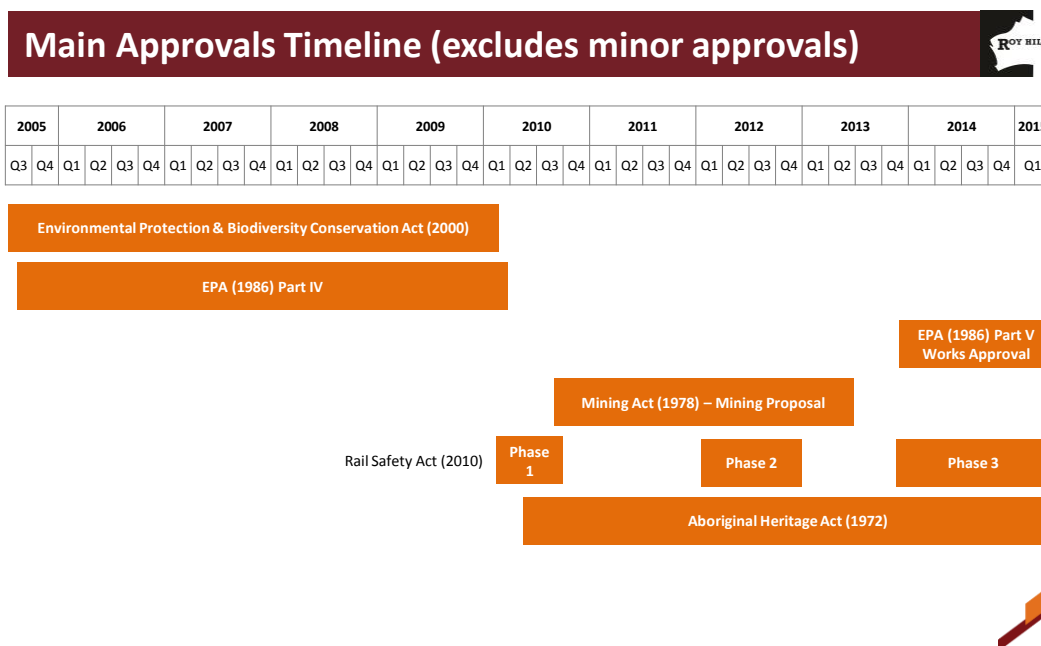 Main Approvals Timeline (excludes minor approvals)
ROY HIL
2005 2006 2007 2008 2009 2010 2011 2012 2013 2014 201
Q3 Q4 Q1 Q2 Q3 Q4 Q1 Q2 Q3 Q4 Q1 Q2 Q3 Q4 Q1 Q2 Q3 Q4 Q1 Q2 Q3 Q4 Q1 Q2 Q3 Q4 Q1 Q2 Q3 Q4 Q1 Q2 Q3 Q4 Q1 Q2 Q3 Q4 Q1
Environmental Protection & Biodiversity Conservation Act (2000)
EPA (1986) Part IV
EPA (1986) Part V
Works Approval
Mining Act (1978) – Mining Proposal
Rail Safety Act (2010)
Phase
1
Phase 2
Phase 3
Aboriginal Heritage Act (1972)